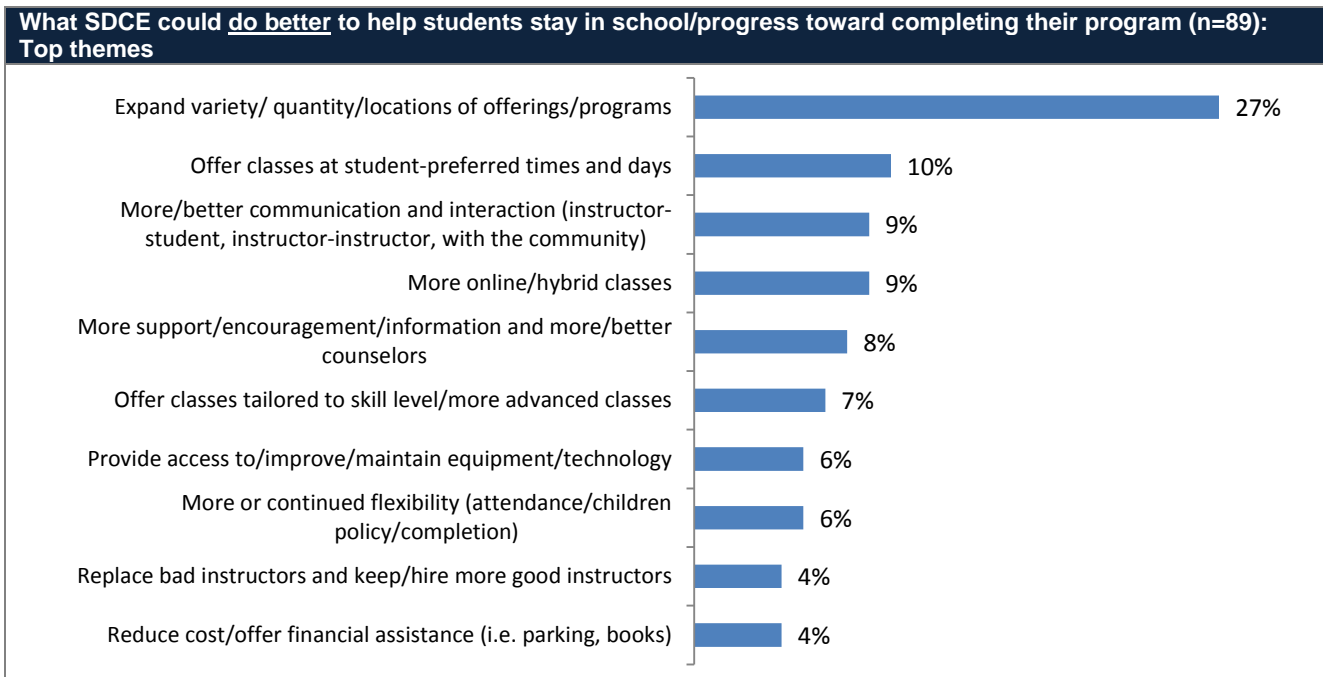 What SDCE could do better to help students stay in school/progress toward completing their program (n=89):
Top themes
Expand variety/ quantity/locations of offerings/programs
27%
Offer classes at student-preferred times and days
10%
More/better communication and interaction (instructor-
student, instructor-instructor, with the community)
9%
More online/hybrid classes
9%
More support/encouragement/information and more/better
counselors
8%
Offer classes tailored to skill level/more advanced classes
7%
Provide access to/improve/maintain equipment/technology
6%
More or continued flexibility (attendance/children
policy/completion)
6%
Replace bad instructors and keep/hire more good instructors
4%
Reduce cost/offer financial assistance (i.e. parking, books)
4%